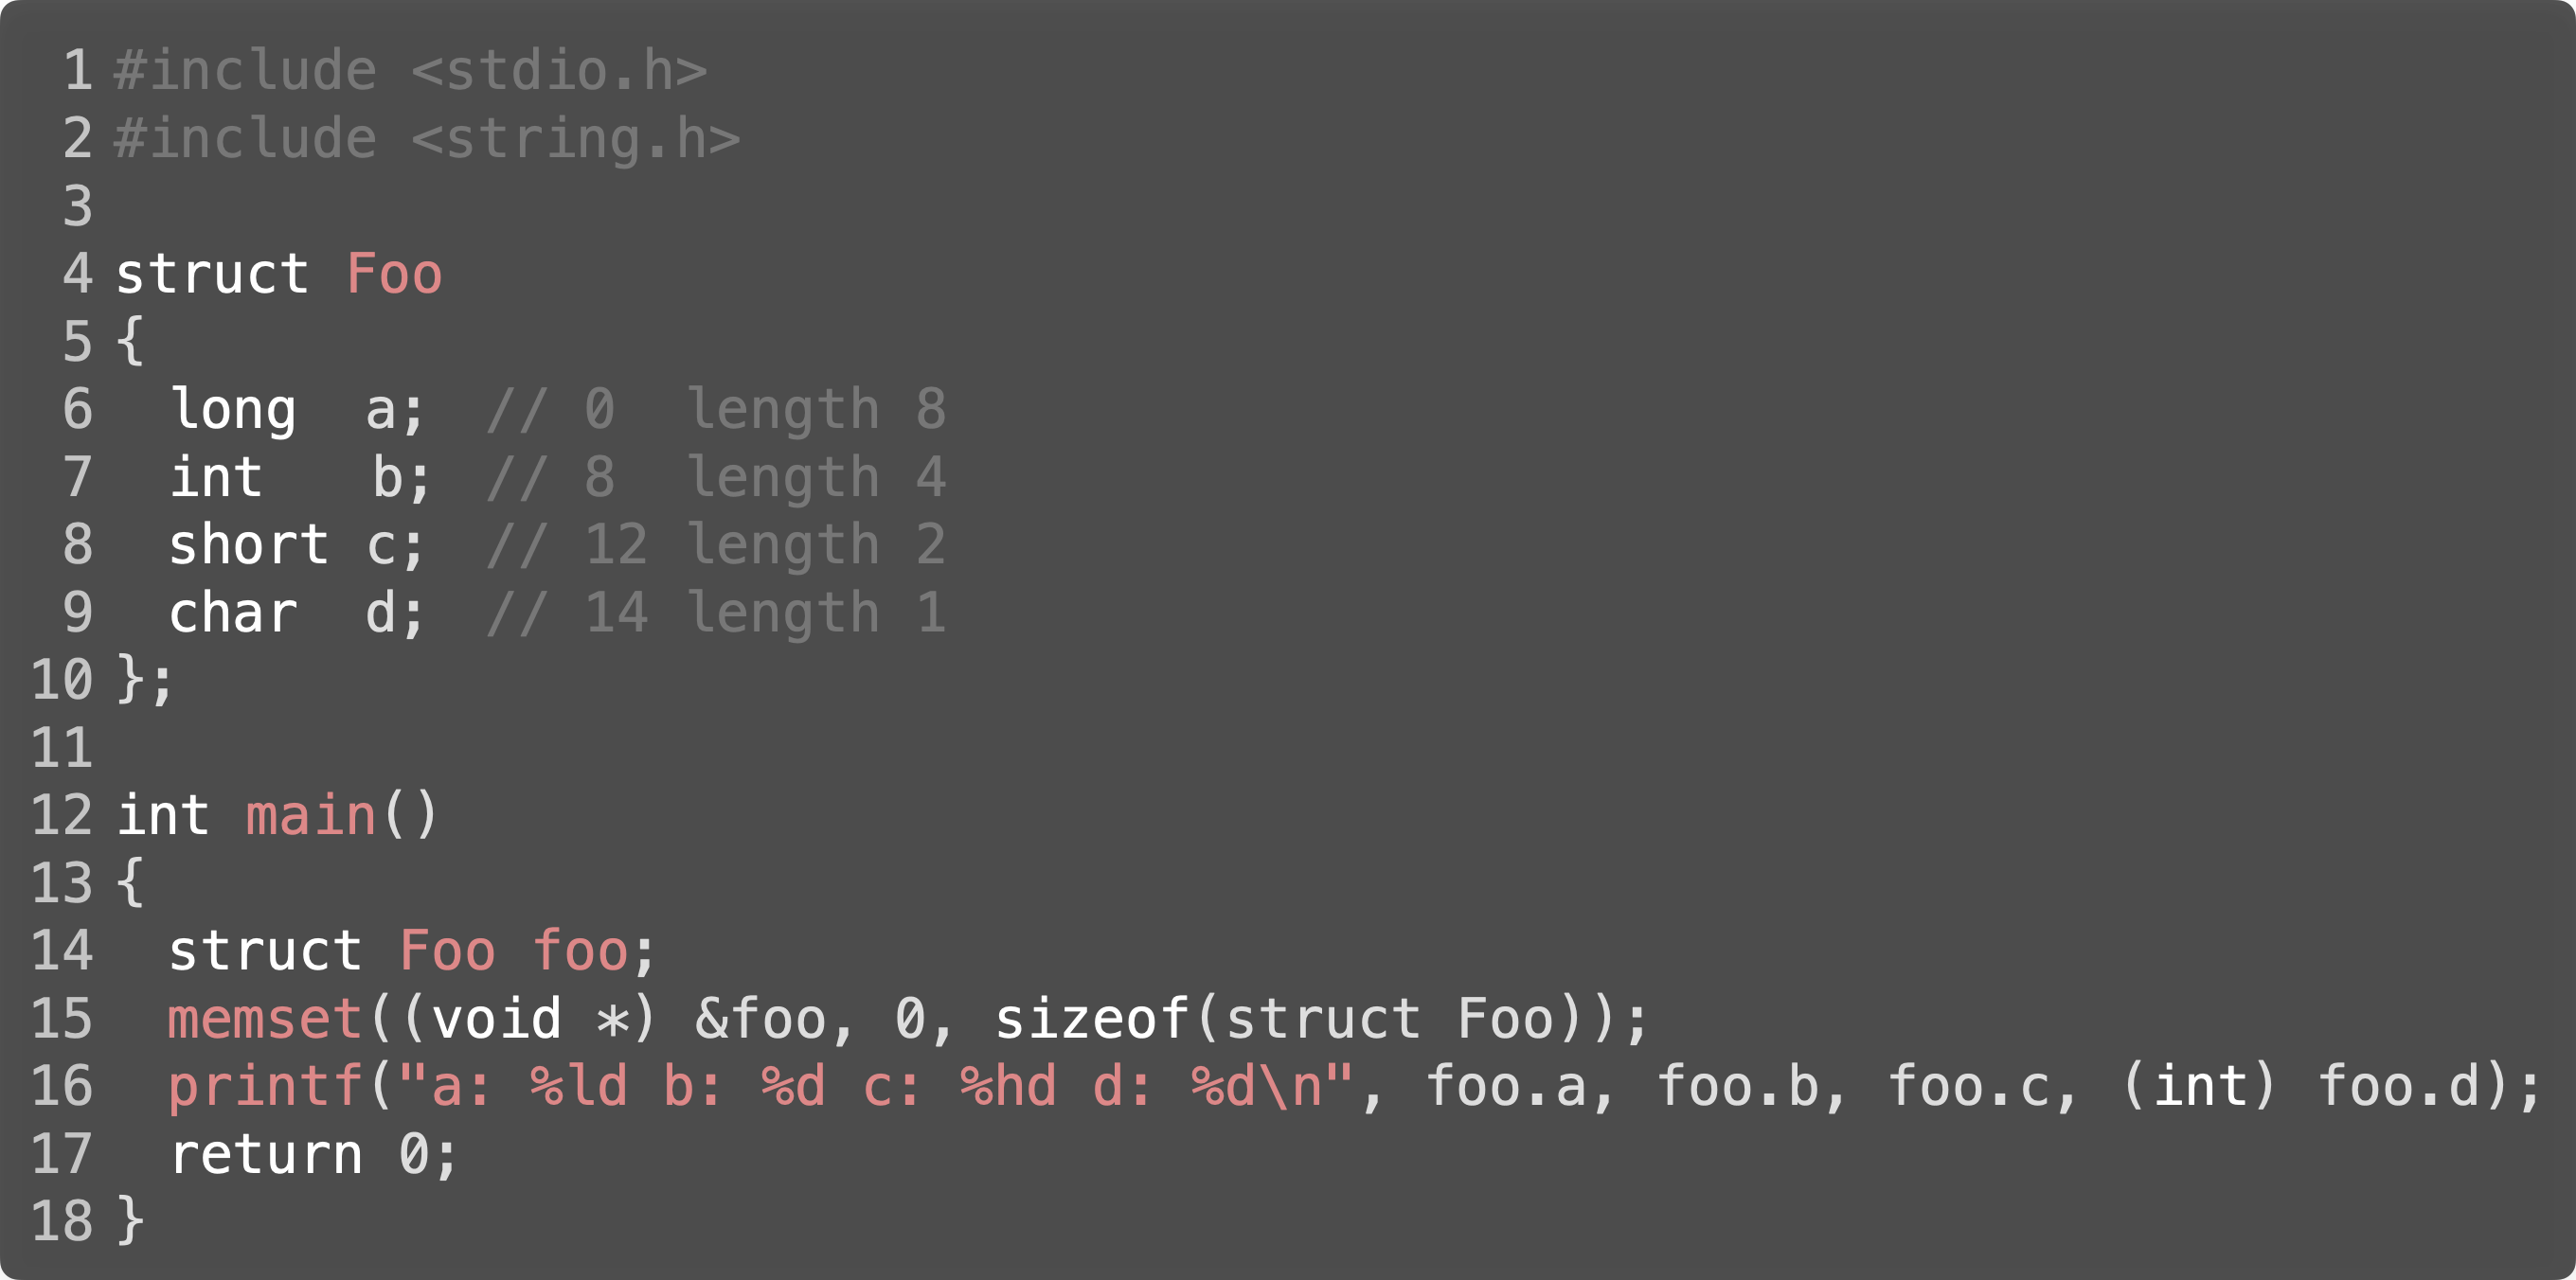 1 #include <stdio.h>
2 #include <string.h>
3
4 struct Foo
5 {
6   long  a;  // 0  length 8
7   int   b;  // 8  length 4
8   short c;  // 12 length 2
9   char  d;  // 14 length 1
10 };
11
12 int main()
13 {
14   struct Foo foo;
15   memset((void *) &foo, 0, sizeof(struct Foo));
16   printf("a: %ld b: %d c: %hd d: %d\n", foo.a, foo.b, foo.c, (int) foo.d);
17   return 0;
18 }